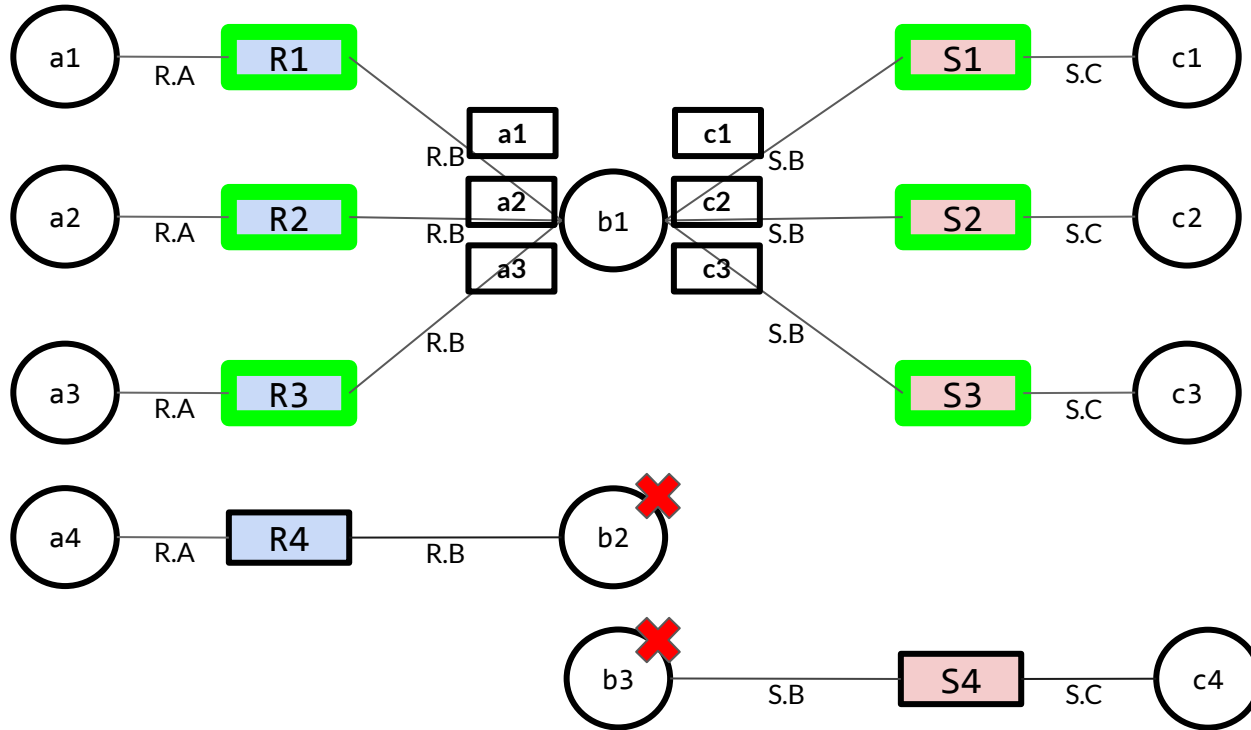 a1 R.A R1 S1 S.C c1
a1 c1
R.B S.B
a2 R.A R2 a2 b1 c2 S2 S.C c2
R.B S.B
a3 c3
R.B S.B
a3 R.A R3 S3 S.C c3
a4 R.A R4 R.B b2
b3 S.B S4 S.C c4